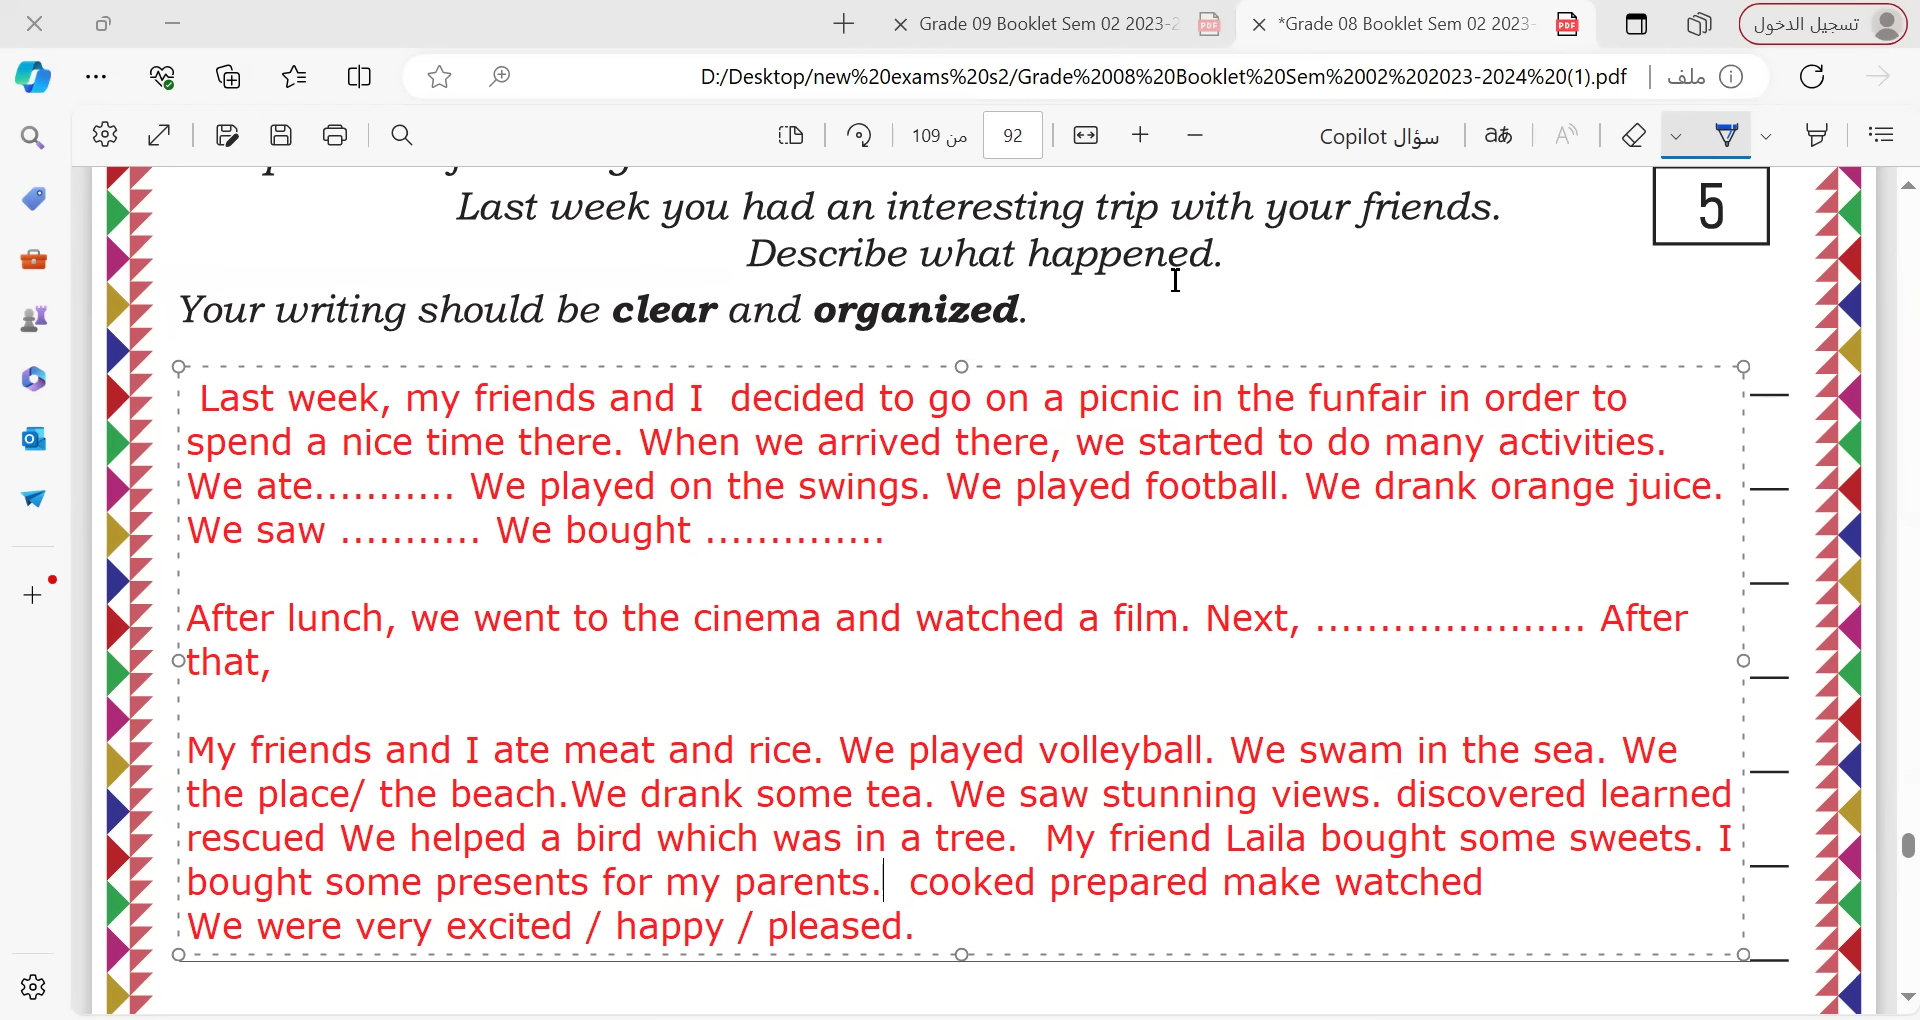 Grade 09 Booklet Sem 02 2023-2
*Grade 08 Booklet Sem 02 2023-
تسجيل الدخول
D:/Desktop/new%20exams%20s2/Grade%2008%20Booklet%20Sem%2002%202023-2024%20(1).pdf
ملف
من 109
92
سؤال Copilot
Last week you had an interesting trip with your friends.
5
Describe what happened.
Your writing should be clear and organized.
Last week, my friends and I decided to go on a picnic in the funfair in order to
spend a nice time there. When we arrived there, we started to do many activities.
We ate........... We played on the swings. We played football. We drank orange juice.
We saw ........... We bought ..............
After lunch, we went to the cinema and watched a film. Next, ..................... After
that,
My friends and I ate meat and rice. We played volleyball. We swam in the sea. We
the place/ the beach.We drank some tea. We saw stunning views. discovered learned
rescued We helped a bird which was in a tree. My friend Laila bought some sweets. I
bought some presents for my parents. cooked prepared make watched
We were very excited / happy / pleased.